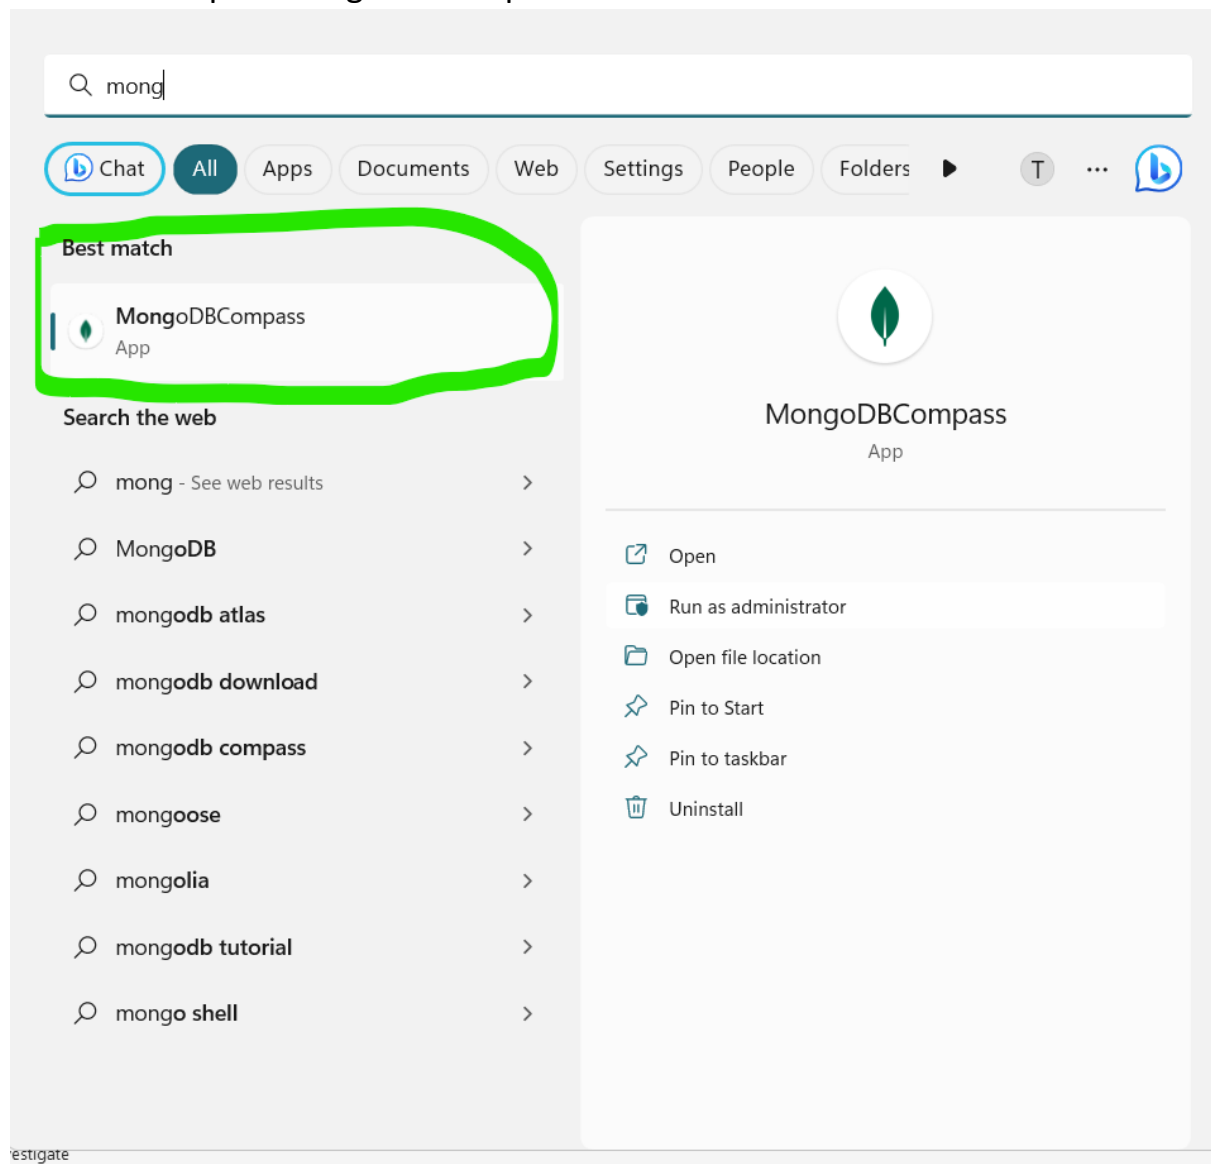 mong
Chat All Apps Documents Web Settings People Folders T ...
Best match
MongoDBCompass
App
Search the web
mong - See web results
MongoDB
mongodb atlas
mongodb download
mongodb compass
mongoose
mongolia
mongodb tutorial
mongo shell
MongoDBCompass
App
Open
Run as administrator
Open file location
Pin to Start
Pin to taskbar
Uninstall
estigate